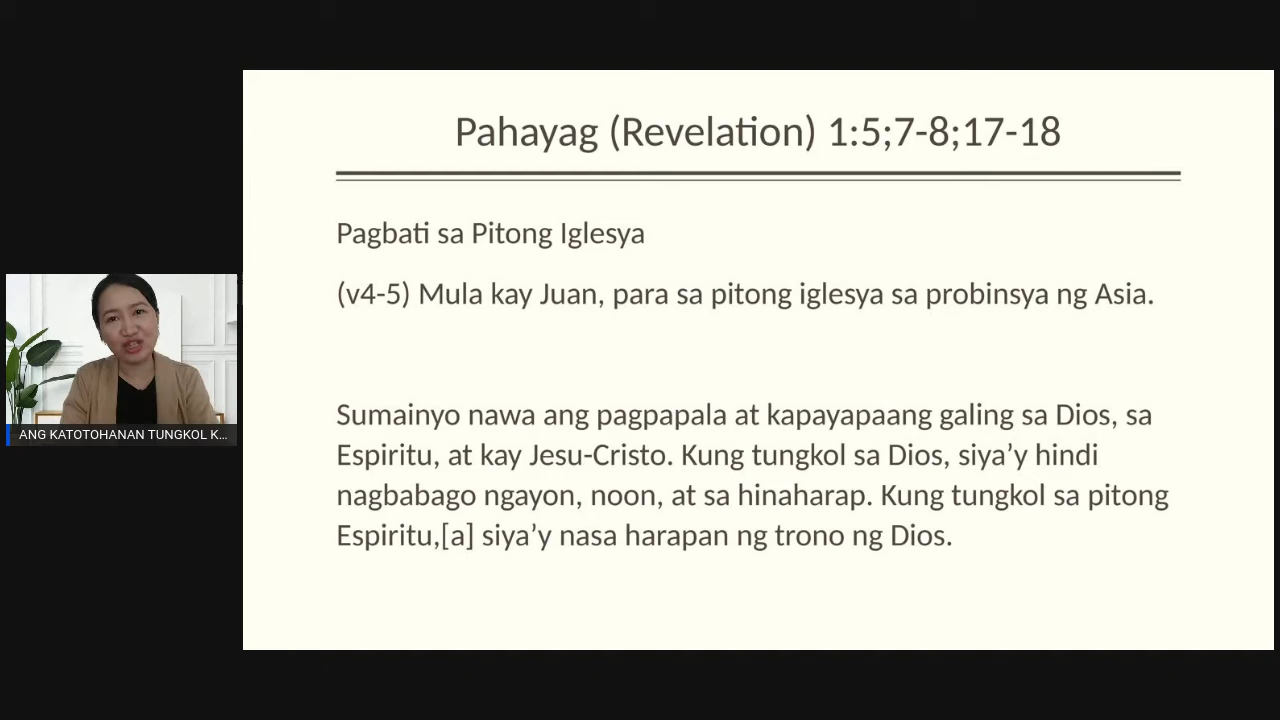 Pahayag (Revelation) 1:5;7-8;17-18
Pagbati sa Pitong Iglesya
(v4-5) Mula kay Juan, para sa pitong iglesya sa probinsya ng Asia.
Sumainyo nawa ang pagpapala at kapayapaang galing sa Dios, sa
Espiritu, at kay Jesu-Cristo. Kung tungkol sa Dios, siya’y hindi
nagbabago ngayon, noon, at sa hinaharap. Kung tungkol sa pitong
Espiritu,[a] siya’y nasa harapan ng trono ng Dios.
ANG KATOTOHANAN TUNGKOL K...